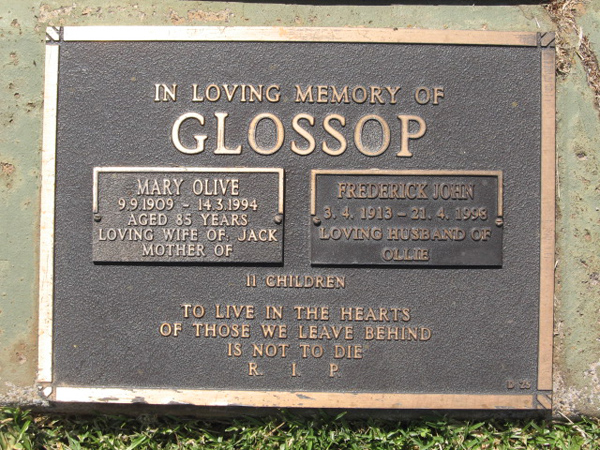 IN LOVING MEMORY OF
GLOSSOP
MARY OLIVE
9.9.1909 - 14.3.1994
AGED 85 YEARS
LOVING WIFE OF, JACK
MOTHER OF
FREDERICK JOHN
3. 4. 1913 - 21. 4. 1998
LOVING HUSBAND OF
OLLIE
11 CHILDREN
TO LIVE IN THE HEARTS
OF THOSE WE LEAVE BEHIND
IS NOT TO DIE
R. I. P.
D 28